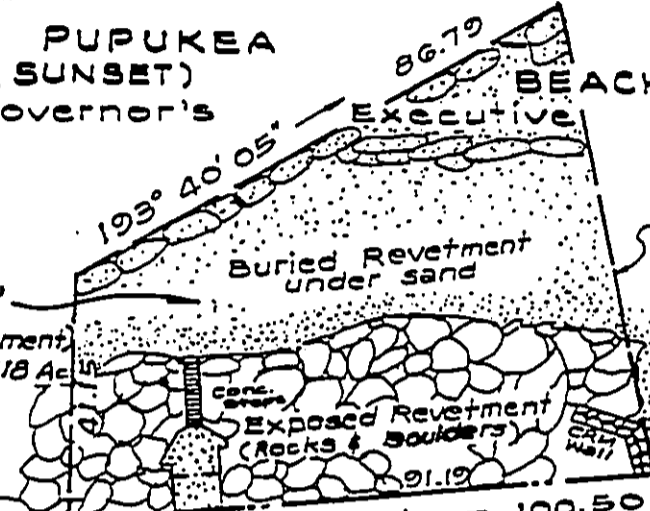 PUPUKEA
SUNSET)
overnor's
193° 40' 05" 86.79
BEACH
Executive
Buried Revetment
under sand
ment)
18 Ac
conc.
steps
Exposed Revetment
(Rocks & Boulders)
CRM
Wall
91.19
100.50